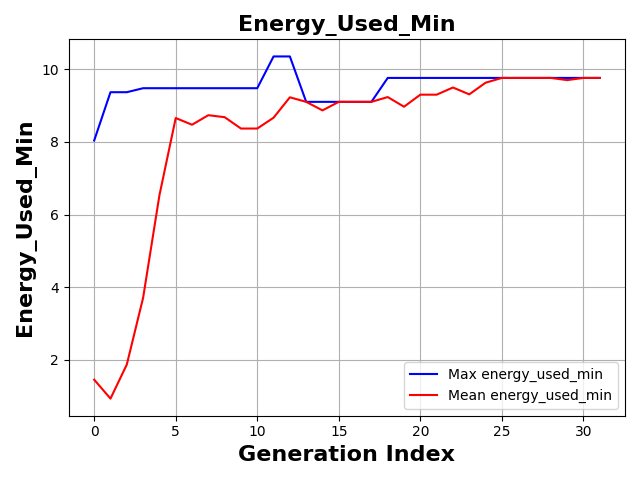 Energy_Used_Min
Energy_Used_Min
10
8
6
4
2
Max energy_used_min
Mean energy_used_min
0 5 10 15 20 25 30
Generation Index